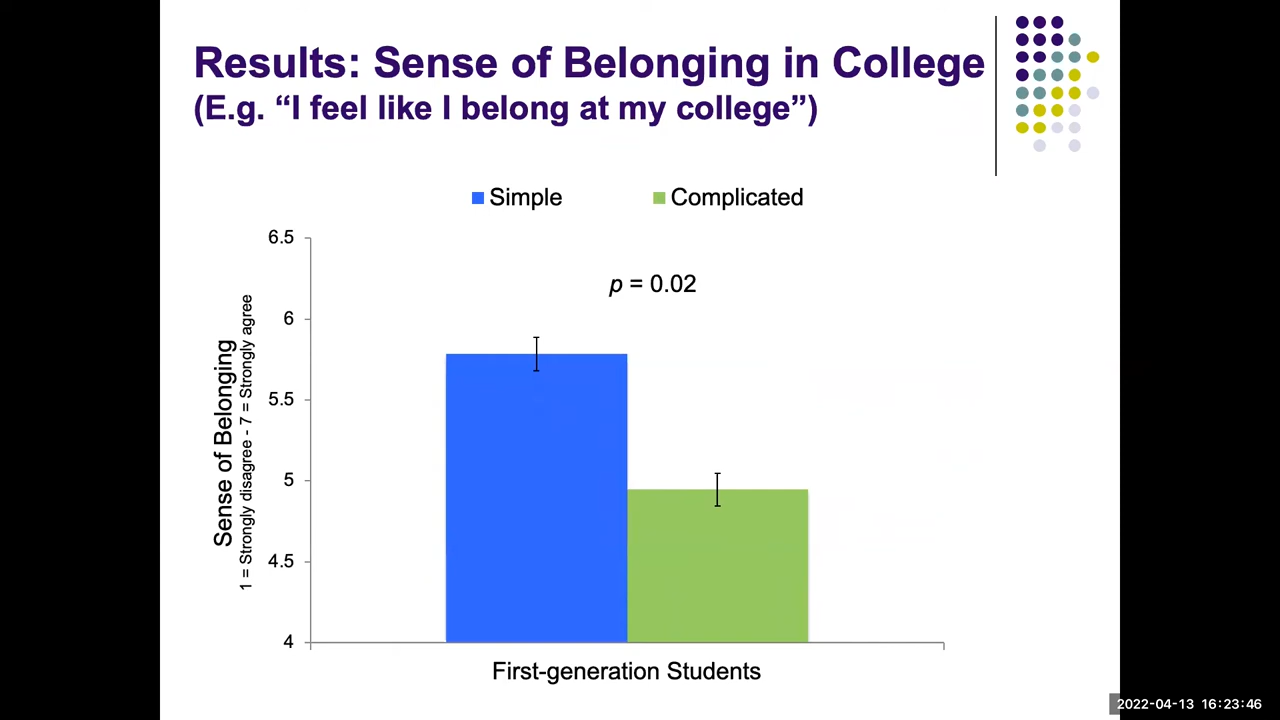 Results: Sense of Belonging in College
(E.g. “I feel like I belong at my college”)
Simple
Complicated
6.5
p = 0.02
6
5.5
5
4.5
4
Sense of Belonging
1 = Strongly disagree - 7 = Strongly agree
First-generation Students
2022-04-13 16:23:46